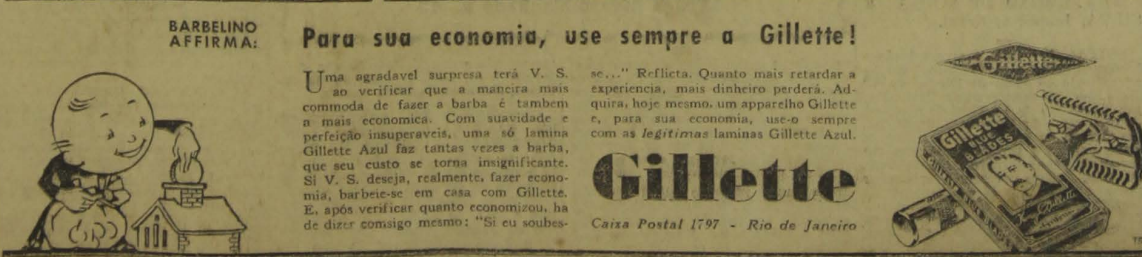 BARBELINO
AFFIRMA:
Para sua economia, use sempre a Gillette!
Uma agradavel surpresa terá V. S.
ao verificar que a maneira mais
commoda de fazer a barba é tambem
a mais economica. Com suavidade e
perfeição insuperaveis, uma só lamina
Gillette Azul faz tantas vezes a barba,
que seu custo se torna insignificante.
Si V. S. deseja, realmente, fazer econo-
mia, barbeie-se em casa com Gillette.
E, após verificar quanto economizou, ha
de dizer comsigo mesmo: "Si eu soubes-
se..." Reflicta. Quanto mais retardar a
experiencia, mais dinheiro perderá. Ad-
quira, hoje mesmo, um apparelho Gillette
e, para sua economia, use-o sempre
com as legitimas laminas Gillette Azul.
Gillette
Caixa Postal 1797 - Rio de Janeiro
Gillette
Gillette
BLUE
BLADES